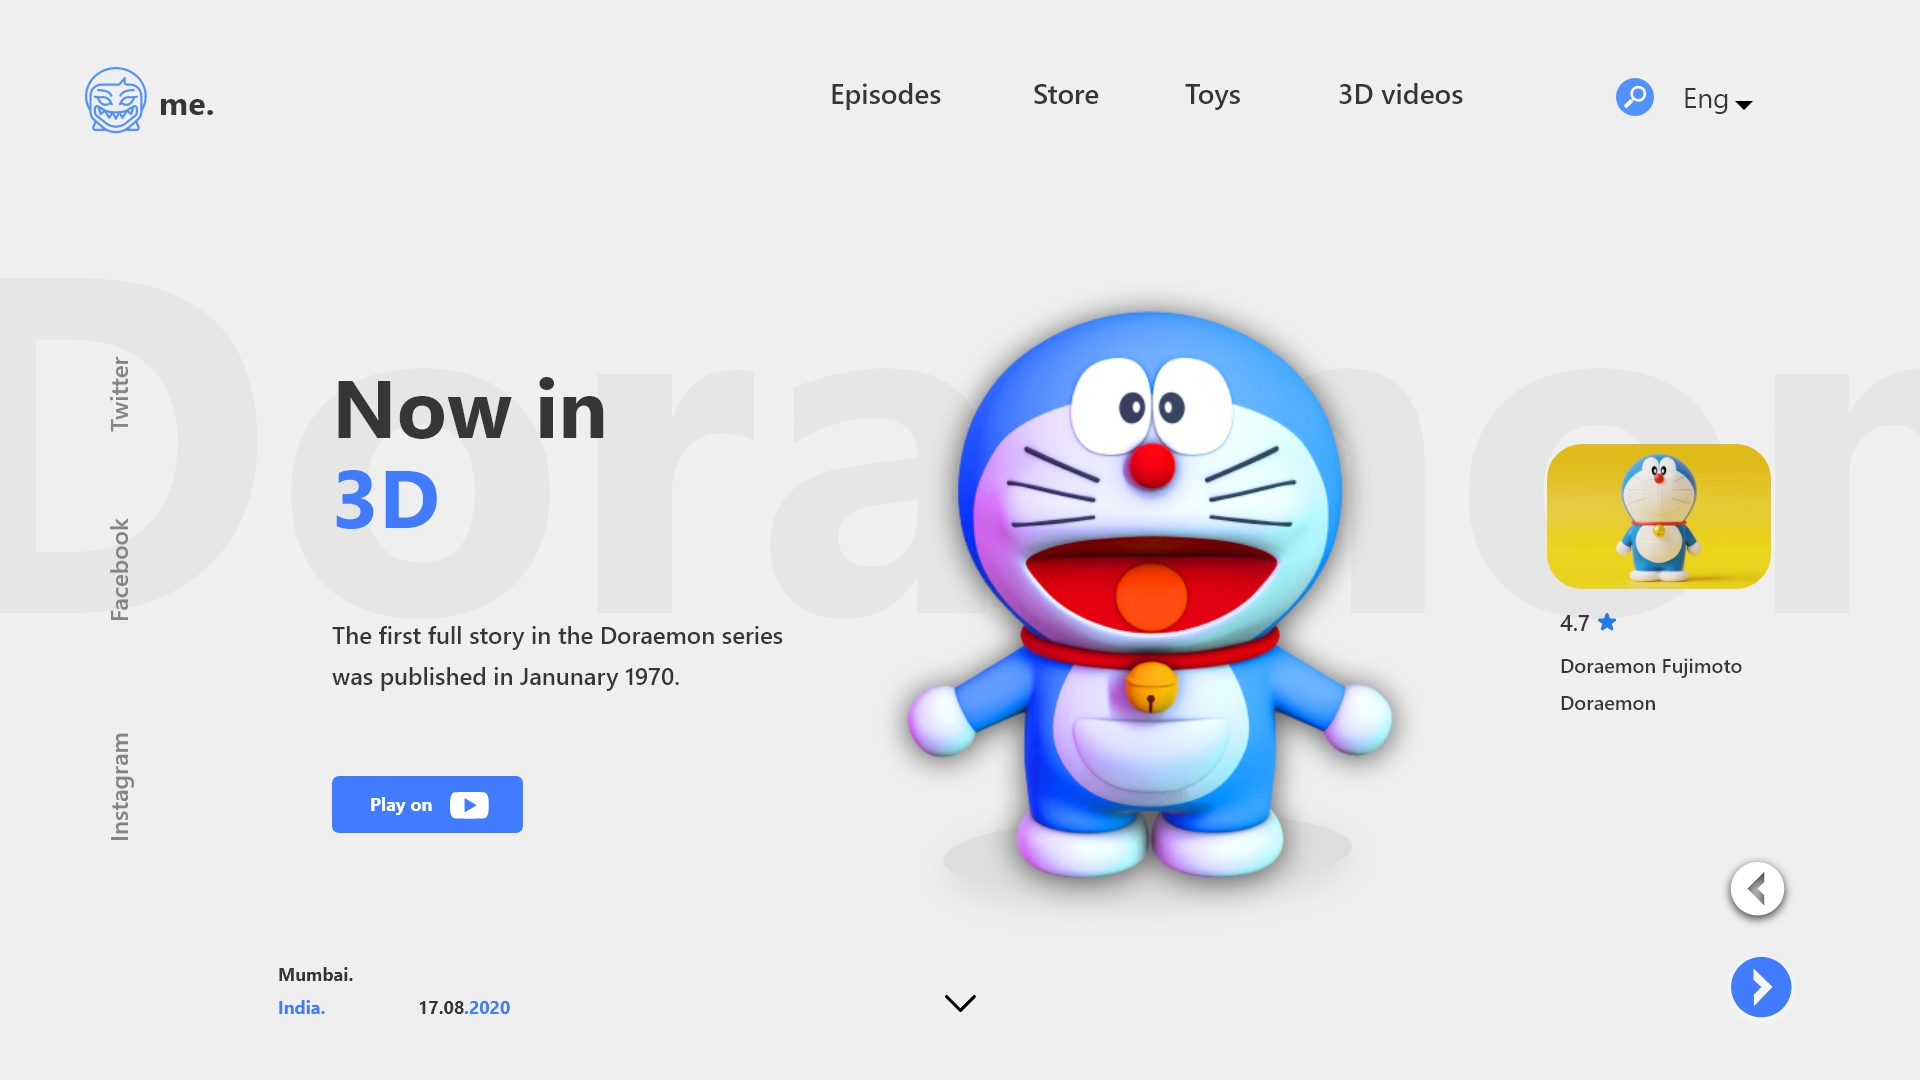 me.
Episodes
Store
Toys
3D videos
Eng
Doraemon
Twitter
Facebook
Instagram
Now in
3D
The first full story in the Doraemon series
was published in Janunary 1970.
Play on
4.7
Doraemon Fujimoto
Doraemon
Mumbai.
India.
17.08.2020